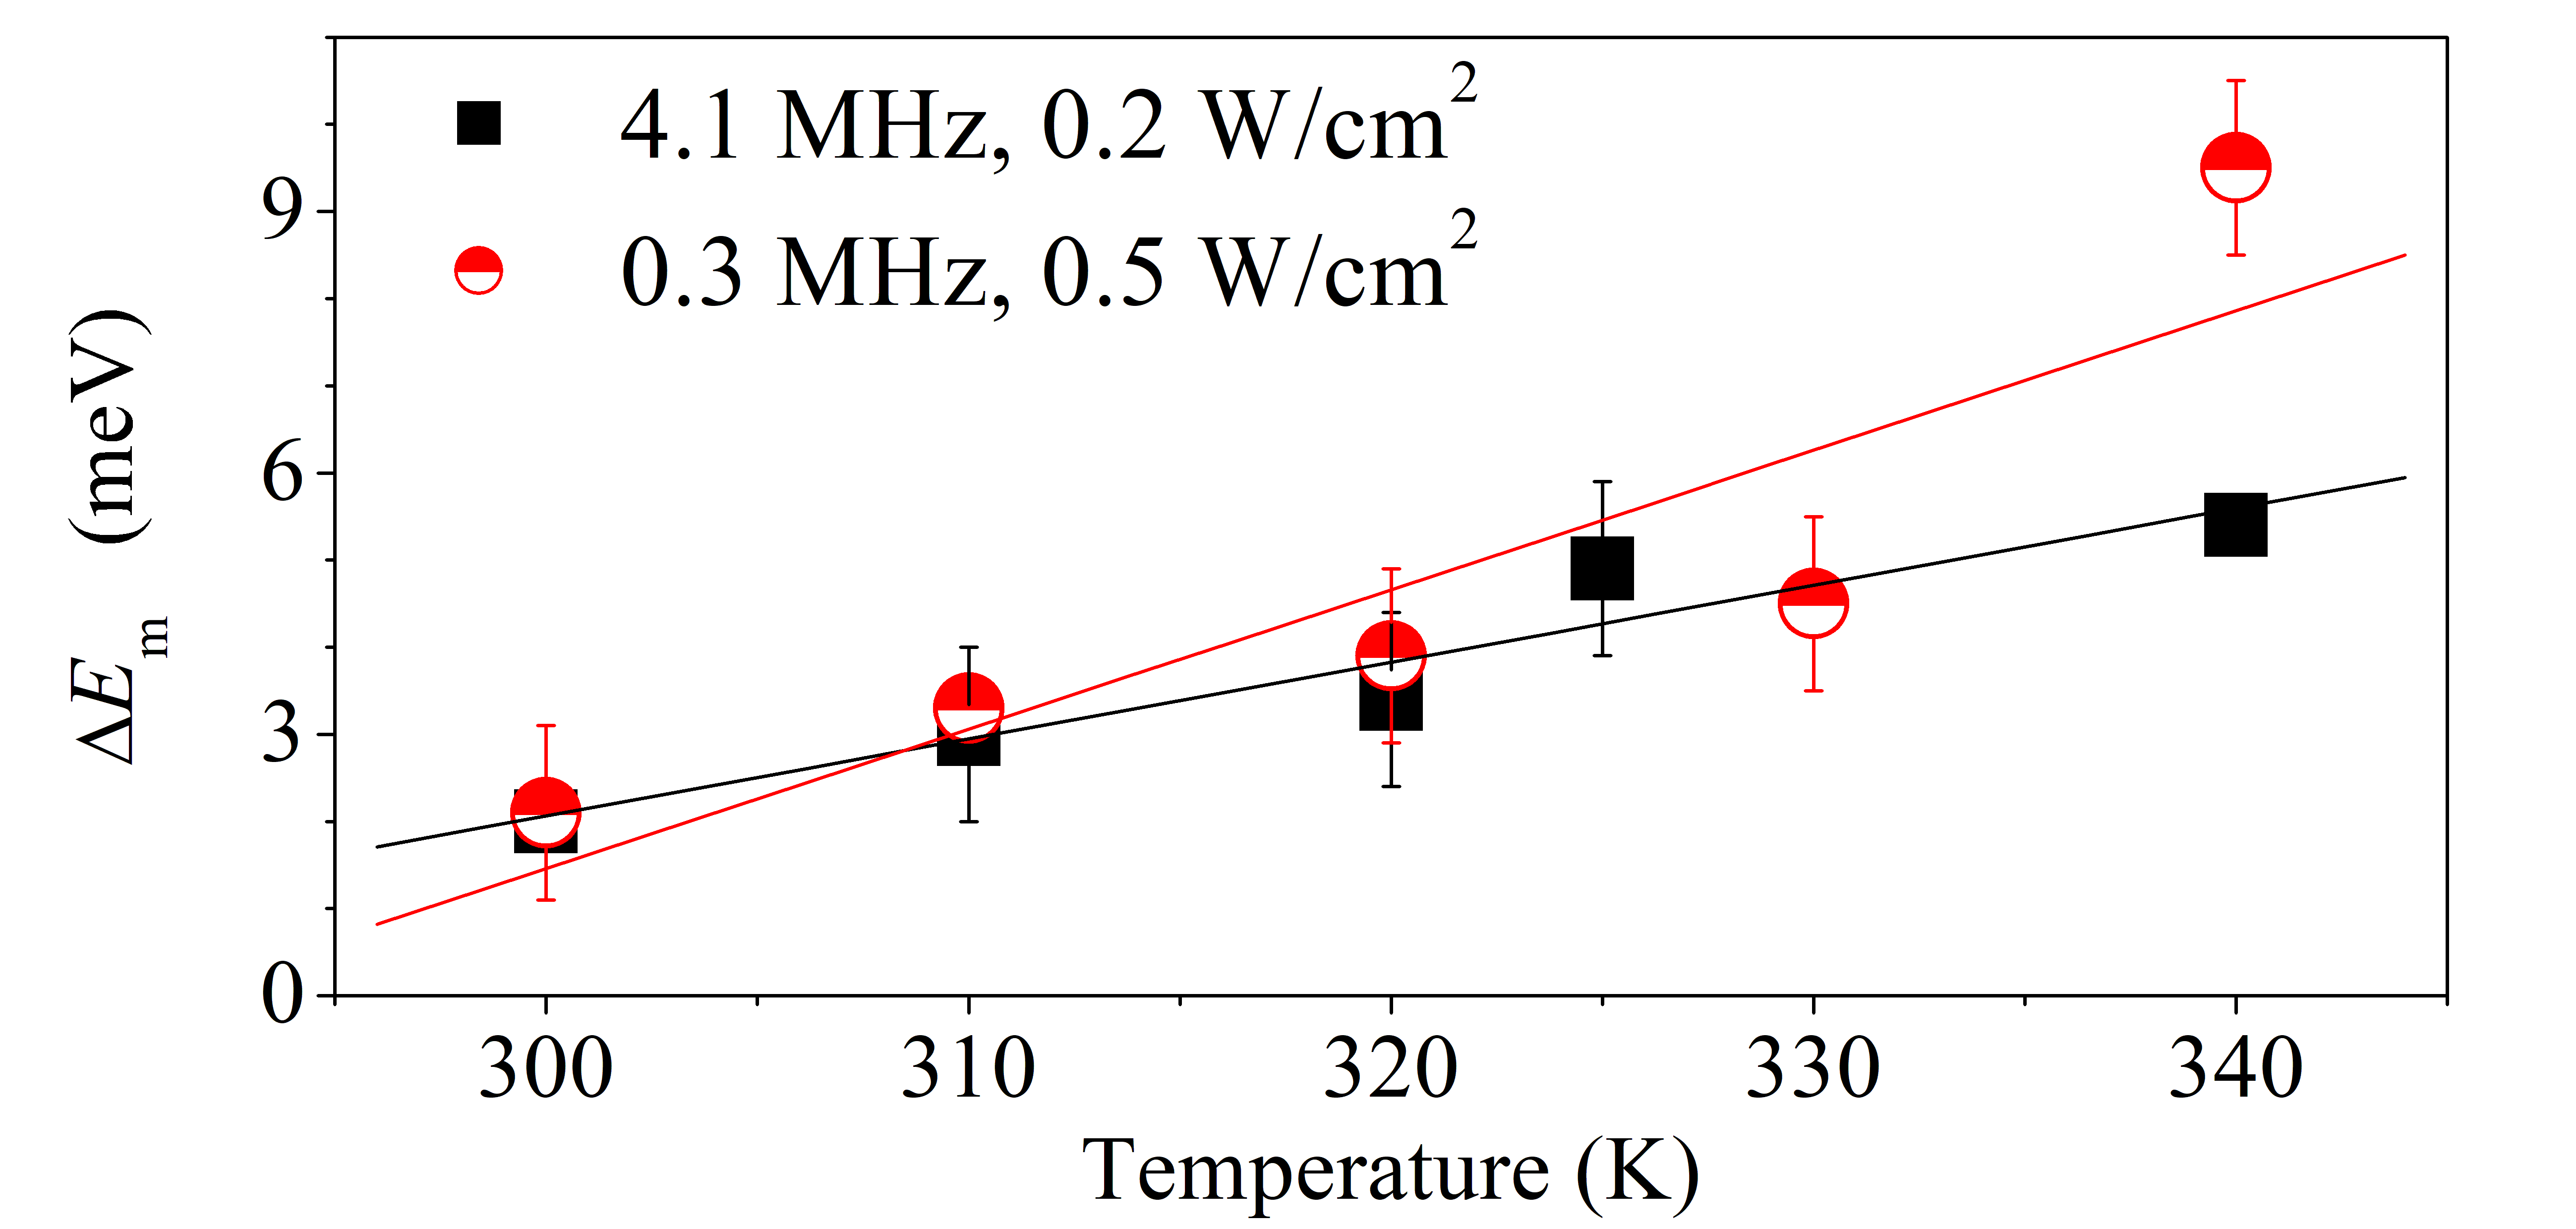 4.1 MHz, 0.2 W/cm²
0.3 MHz, 0.5 W/cm²
ΔEm (meV)
9
6
3
0
300 310 320 330 340
Temperature (K)